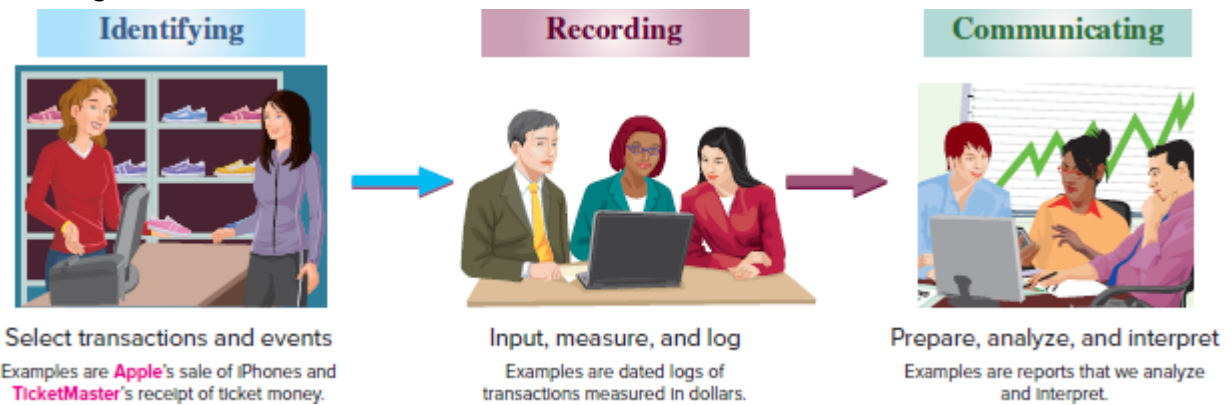 Identifying
Recording
Communicating
Select transactions and events
Examples are Apple's sale of iPhones and
TicketMaster's receipt of ticket money.
Input, measure, and log
Examples are dated logs of
transactions measured in dollars.
Prepare, analyze, and interpret
Examples are reports that we analyze
and interpret.